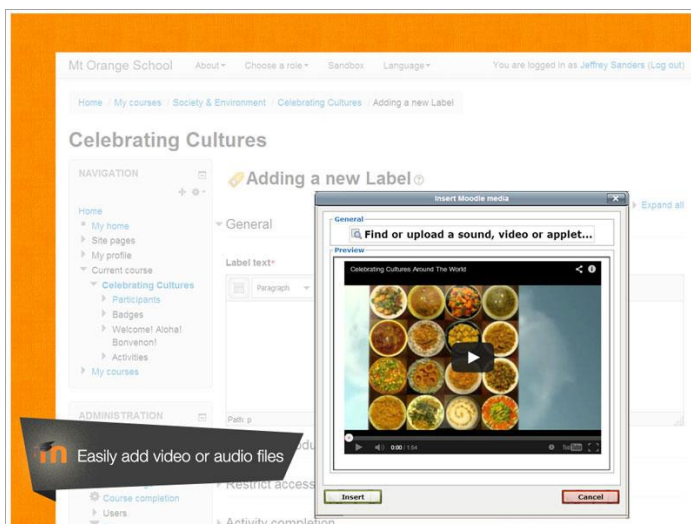 Mt Orange School About Choose a role Sandbox Language You are logged in as Jeffrey Sanders (Log out)
Home / My courses / Society & Environment / Celebrating Cultures / Adding a new Label
Celebrating Cultures
NAVIGATION
Home
My home
Site pages
My profile
Current course
Celebrating Cultures
Participants
Badges
Welcome! Aloha!
Bonvenon!
Activities
My courses
ADMINISTRATION
Course completion
Users
Adding a new Label
Expand all
General
Label text*
Paragraph
Path: p
Restrict access
Activity completion
Insert Moodle media
General
Find or upload a sound, video or applet...
Preview
Celebrating Cultures Around The World
0:00 / 1:54
YouTube
Insert Cancel
Easily add video or audio files